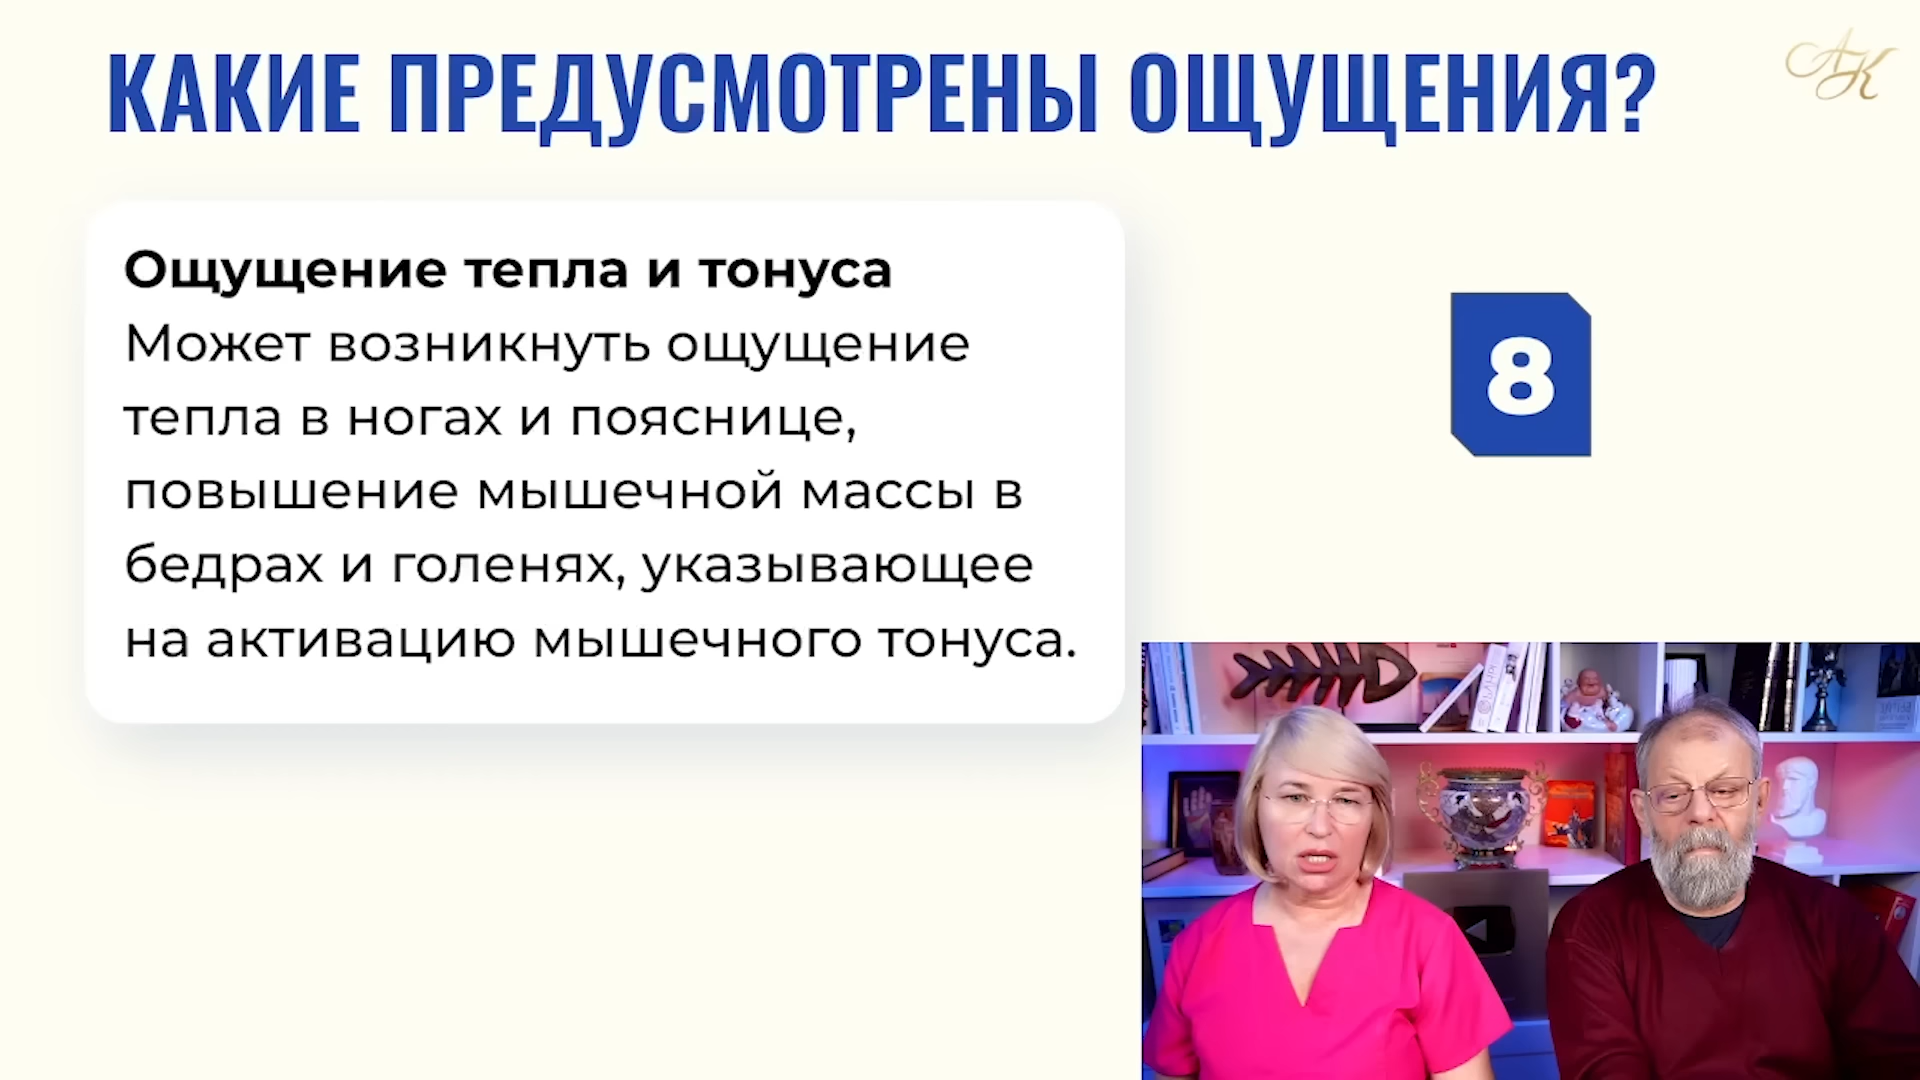 КАКИЕ ПРЕДУСМОТРЕНЫ ОЩУЩЕНИЯ?
АК
Ощущение тепла и тонуса
Может возникнуть ощущение
тепла в ногах и пояснице,
повышение мышечной массы в
бедрах и голенях, указывающее
на активацию мышечного тонуса.
8